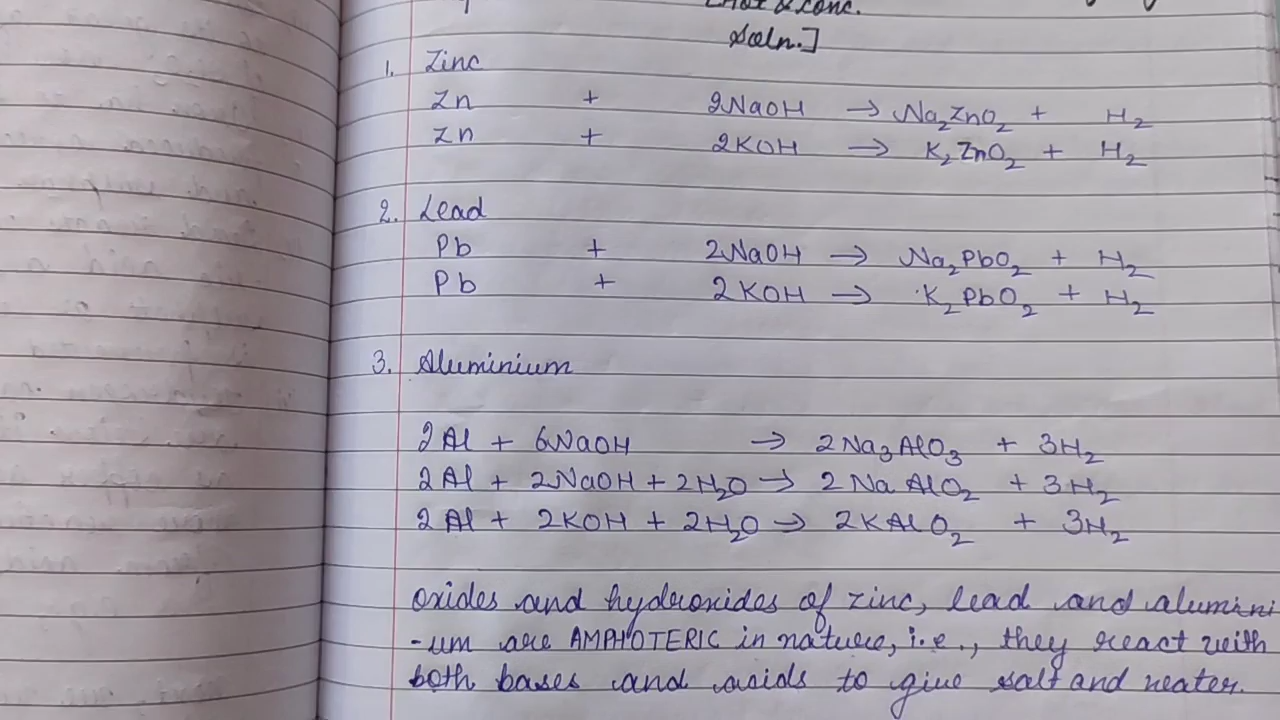 [Hot & conc.
soln.]
1. Zinc
Zn + 2NaOH → Na₂ZnO₂ + H₂
Zn + 2KOH → K₂ZnO₂ + H₂
2. Lead
Pb + 2NaOH → Na₂PbO₂ + H₂
Pb + 2KOH → K₂PbO₂ + H₂
3. Aluminium
2Al + 6NaOH → 2Na₃AlO₃ + 3H₂
2Al + 2NaOH + 2H₂O → 2NaAlO₂ + 3H₂
2Al + 2KOH + 2H₂O → 2KAlO₂ + 3H₂
oxides and hydroxides of zinc, lead and alumini
-um are AMPHOTERIC in nature, i.e., they react with
both bases and acids to give salt and water.